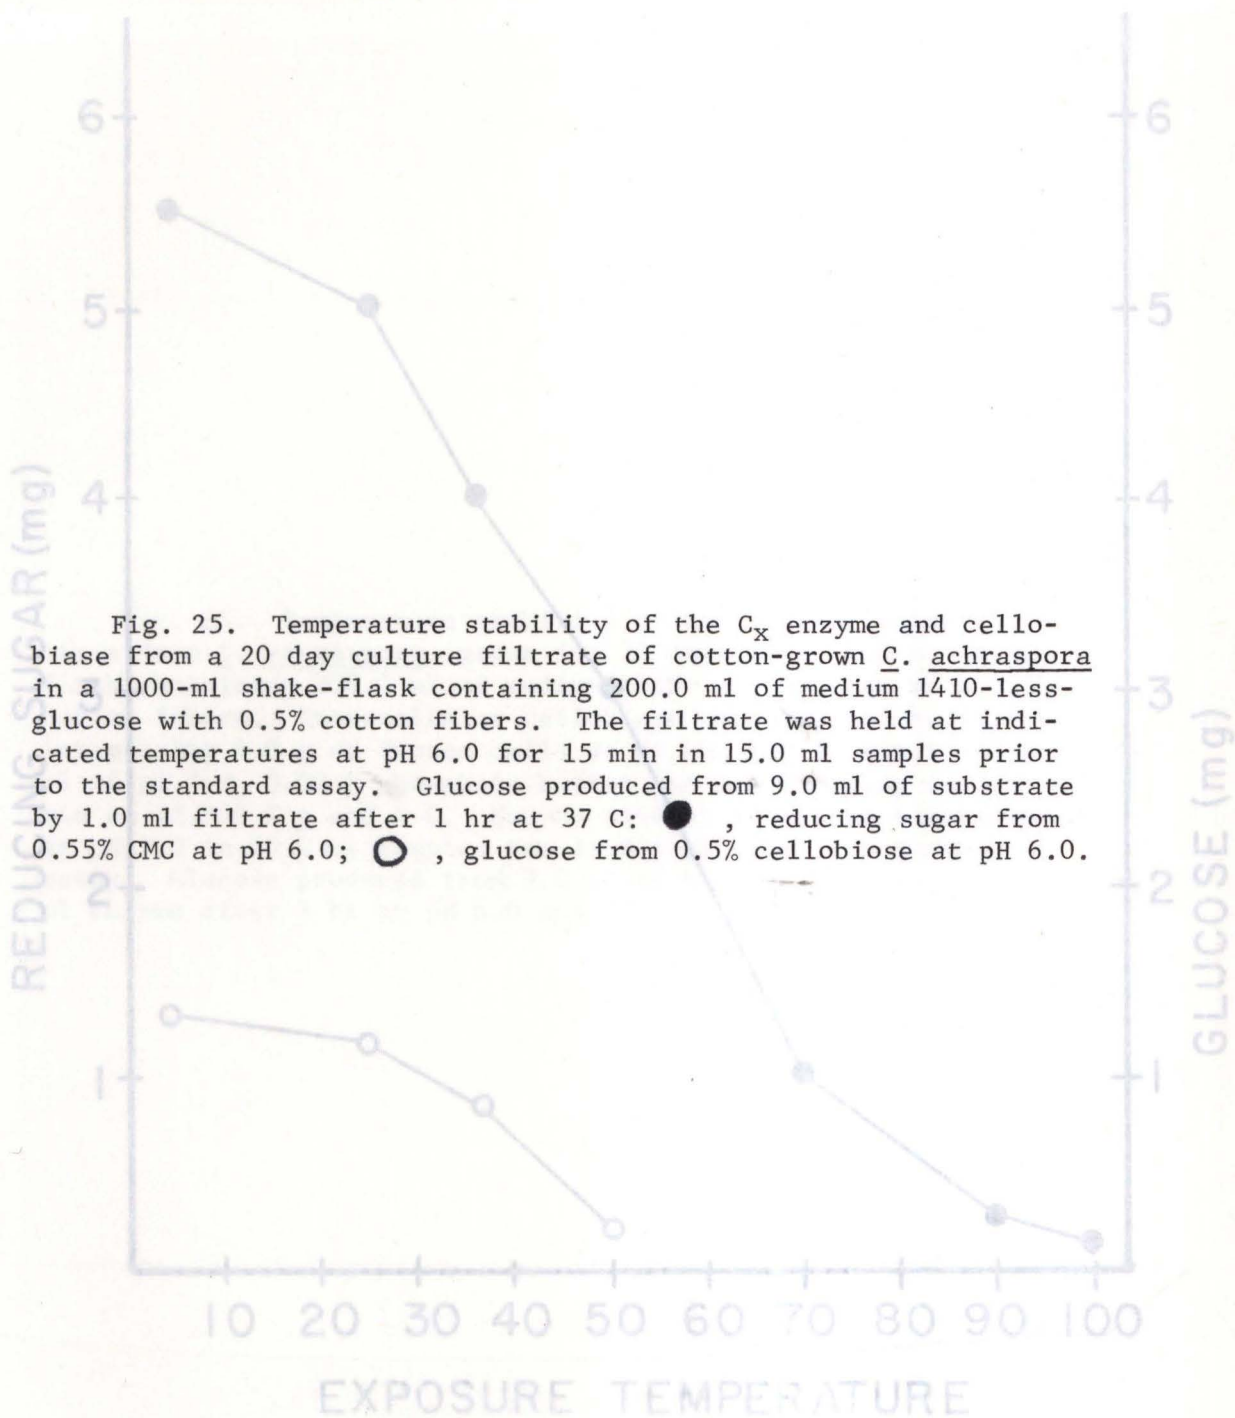 6
6
5
5
4
4
3
3
2
2
1
1
REDUCING SUGAR (mg)
GLUCOSE (mg)
Fig. 25. Temperature stability of the Cx enzyme and cello-
biase from a 20 day culture filtrate of cotton-grown C. achraspora
in a 1000-ml shake-flask containing 200.0 ml of medium 1410-less-
glucose with 0.5% cotton fibers. The filtrate was held at indi-
cated temperatures at pH 6.0 for 15 min in 15.0 ml samples prior
to the standard assay. Glucose produced from 9.0 ml of substrate
by 1.0 ml filtrate after 1 hr at 37 C: ● , reducing sugar from
0.55% CMC at pH 6.0; O , glucose from 0.5% cellobiose at pH 6.0.
10 20 30 40 50 60 70 80 90 100
EXPOSURE TEMPERATURE